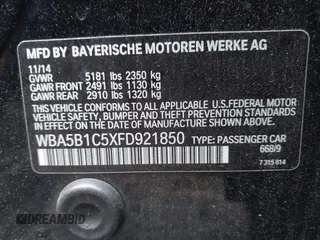 MFD BY BAYERISCHE MOTOREN WERKE AG
11/14
GVWR 5181 lbs 2350 kg
GAWR FRONT 2491 lbs 1130 kg
GAWR REAR 2910 lbs 1320 kg
THIS VEHICLE CONFORMS TO ALL APPLICABLE U.S. FEDERAL MOTOR
VEHICLE SAFETY, BUMPER, AND THEFT PREVENTION STANDARDS IN
EFFECT ON THE DATE OF MANUFACTURE SHOWN ABOVE.
WBA5B1C5XFD921850 TYPE: PASSENGER CAR
668/9
7 315 814
DREAMBID